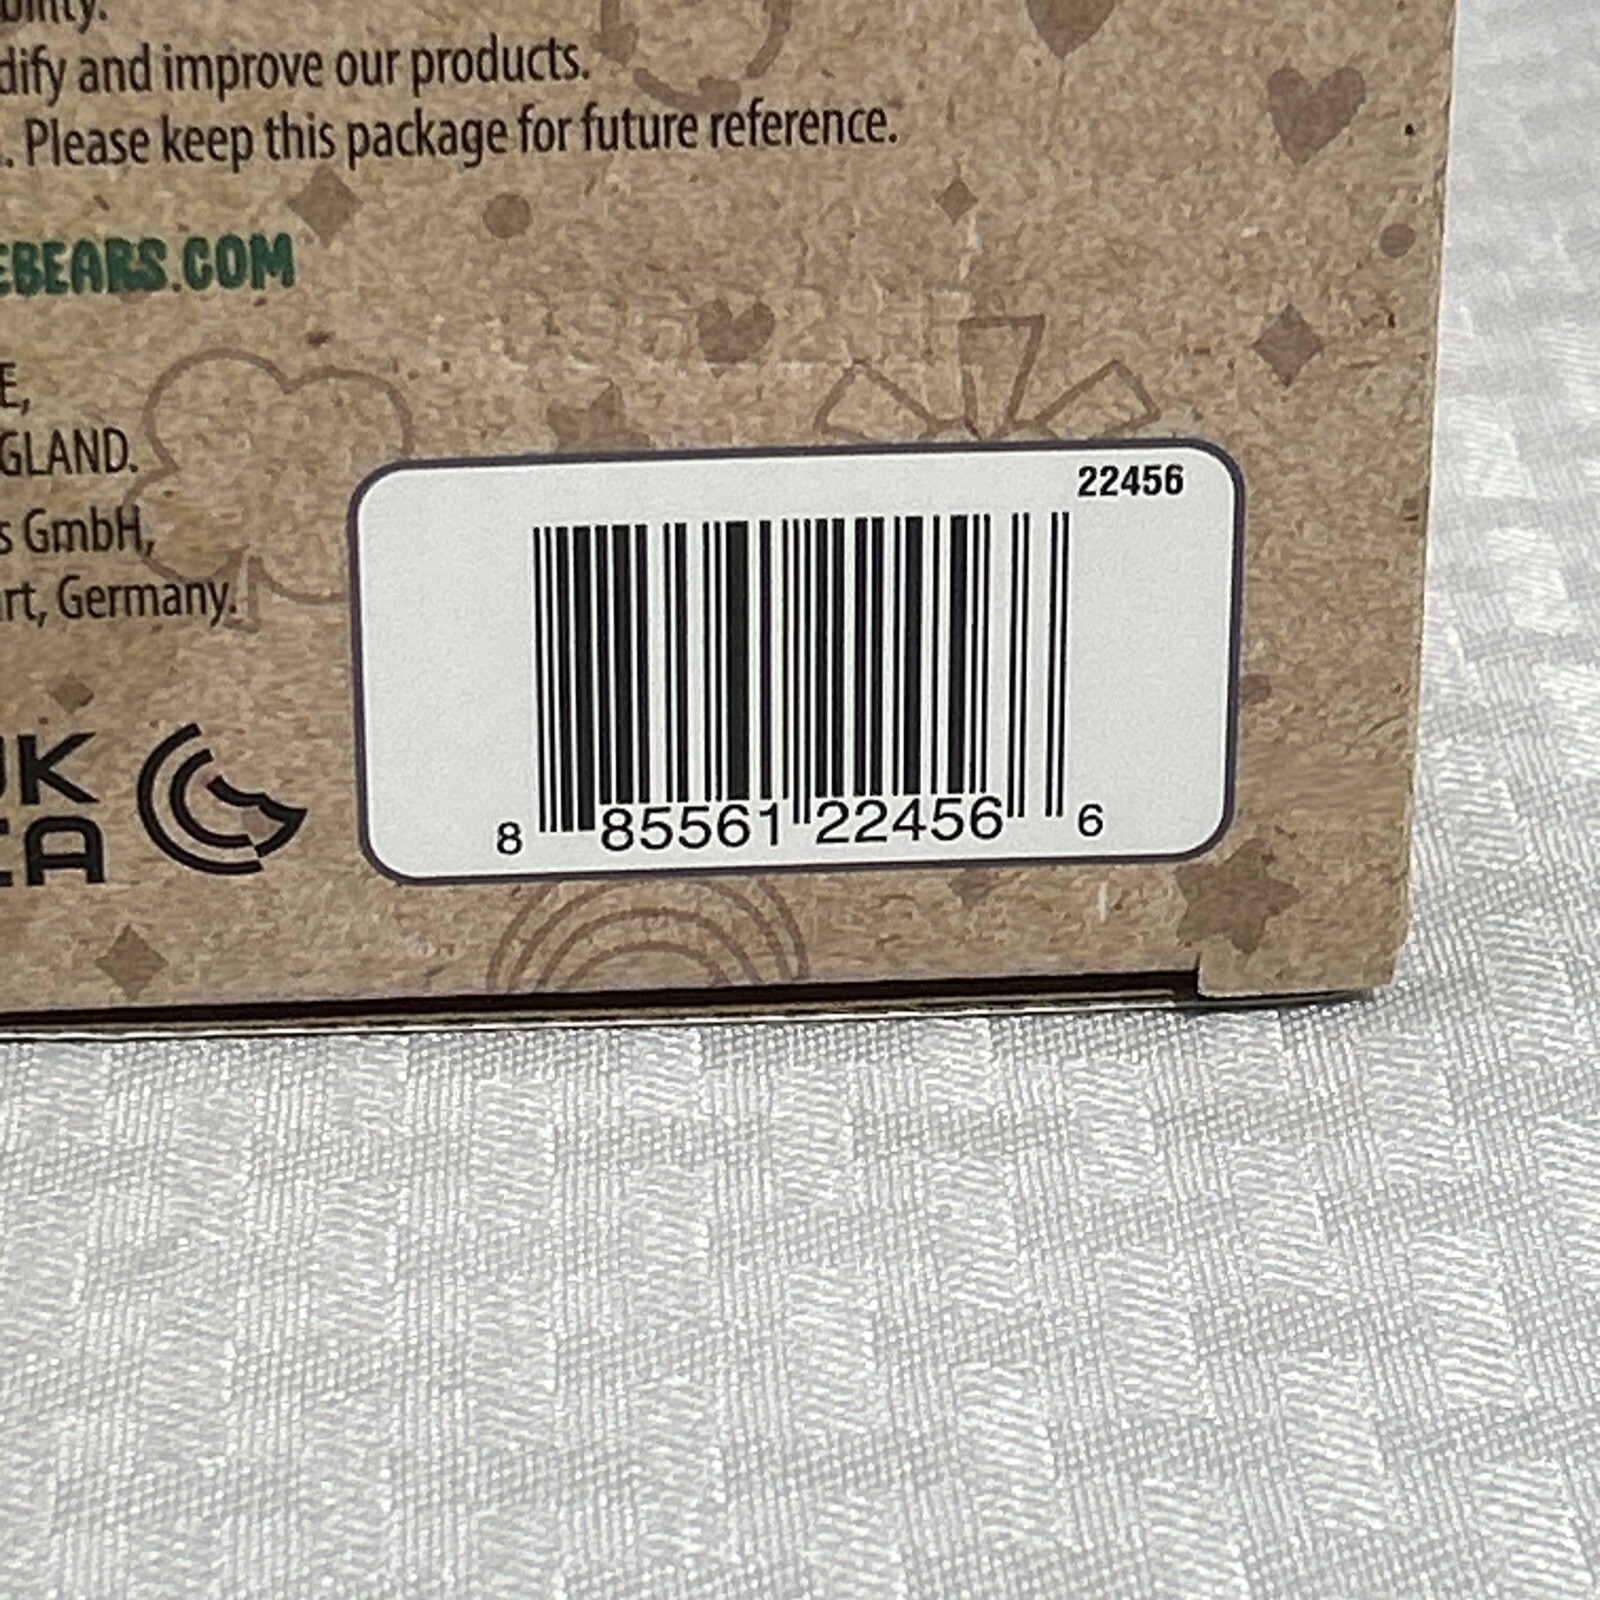 dify and improve our products.
. Please keep this package for future reference.
EBEARS.COM
E,
GLAND.
s GmbH,
rt, Germany.
UK
CA
22456
8 85561 22456 6